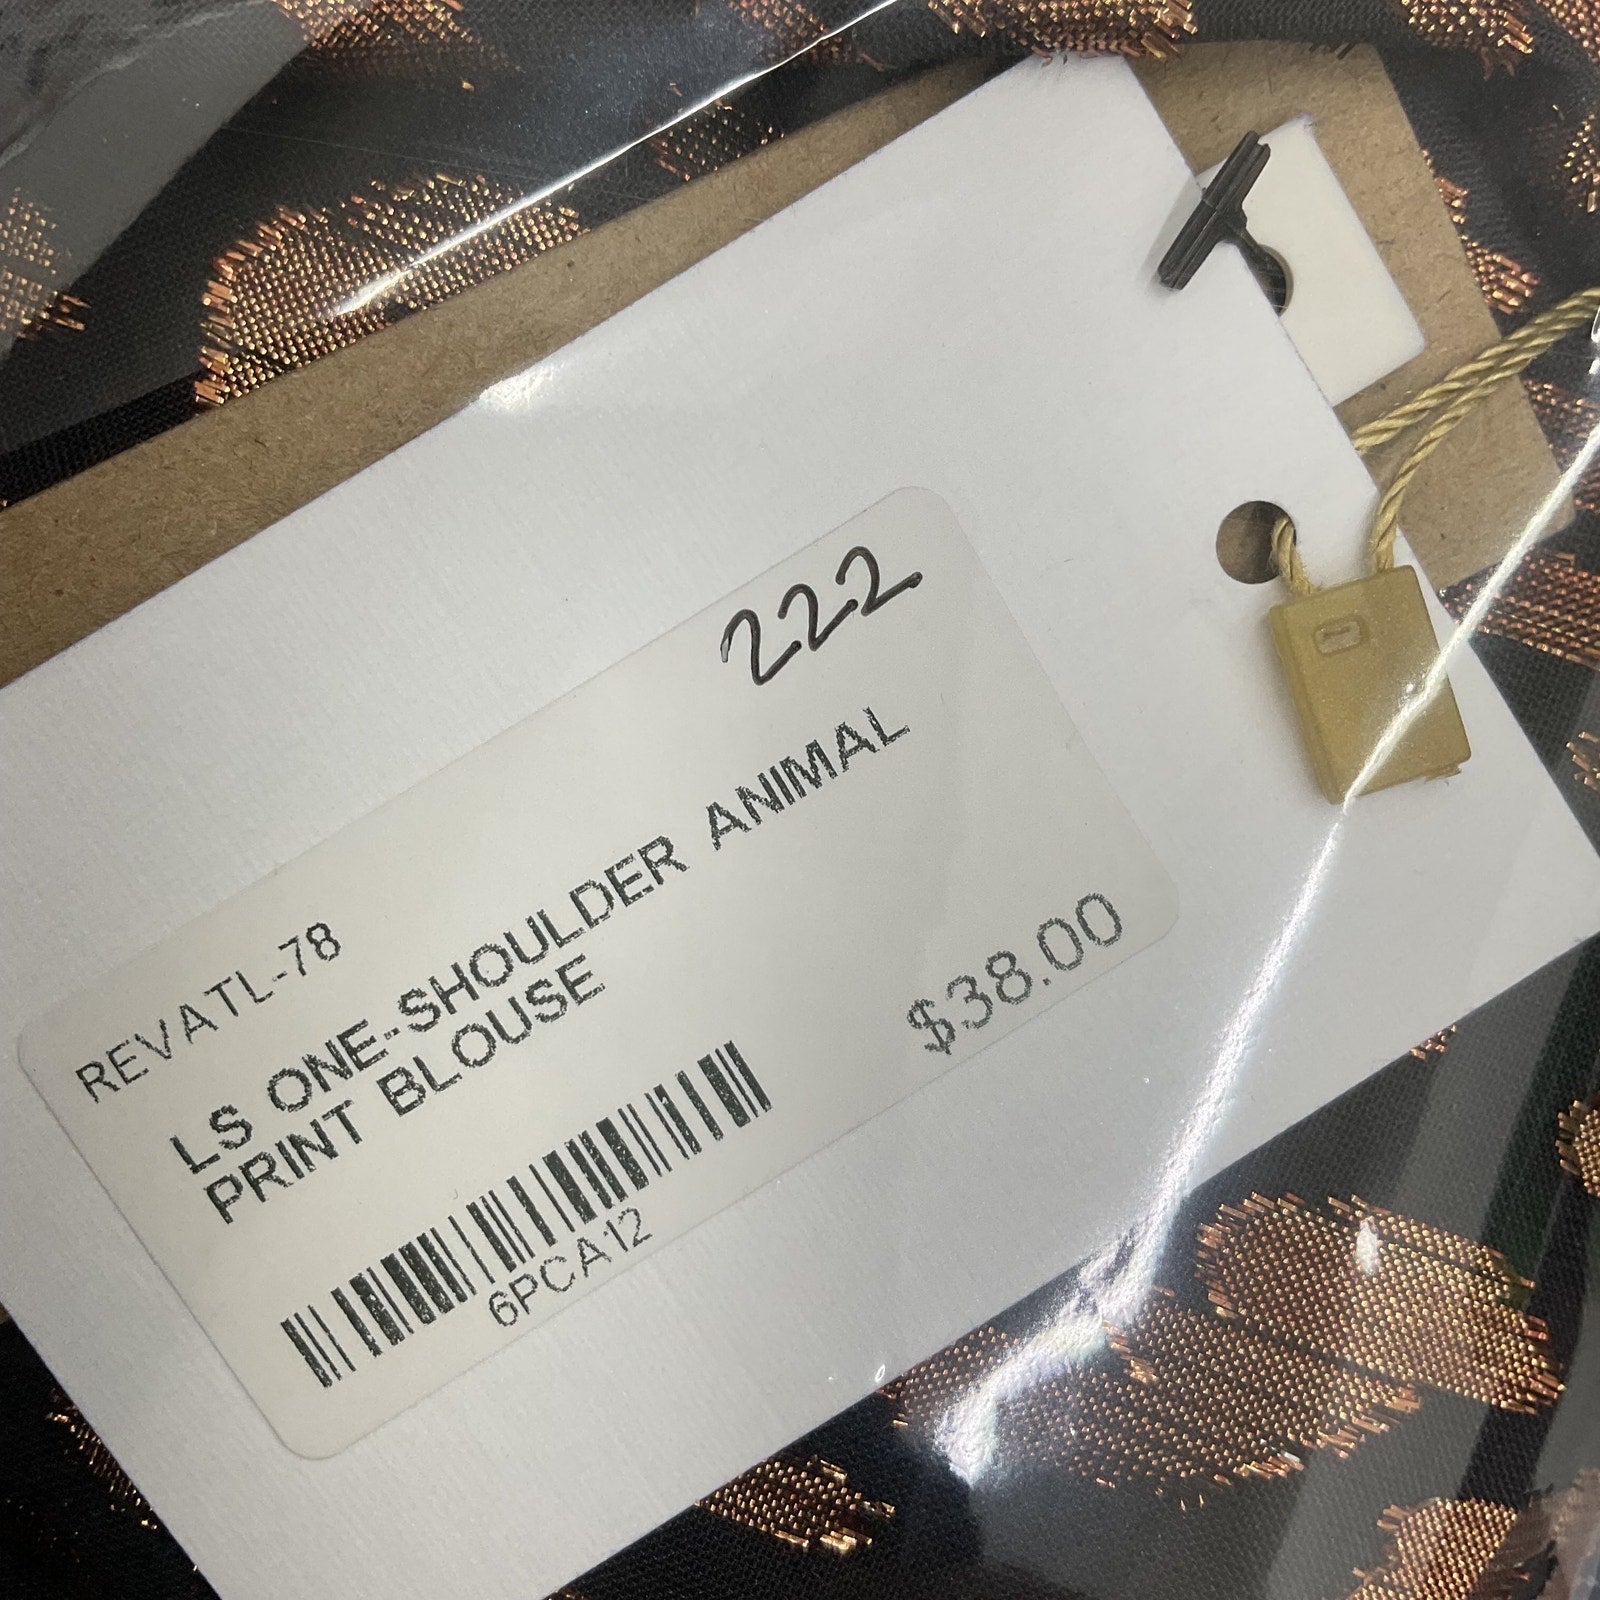 222
REVATL-78
LS ONE-SHOULDER ANIMAL
PRINT BLOUSE
$38.00
6PCA12